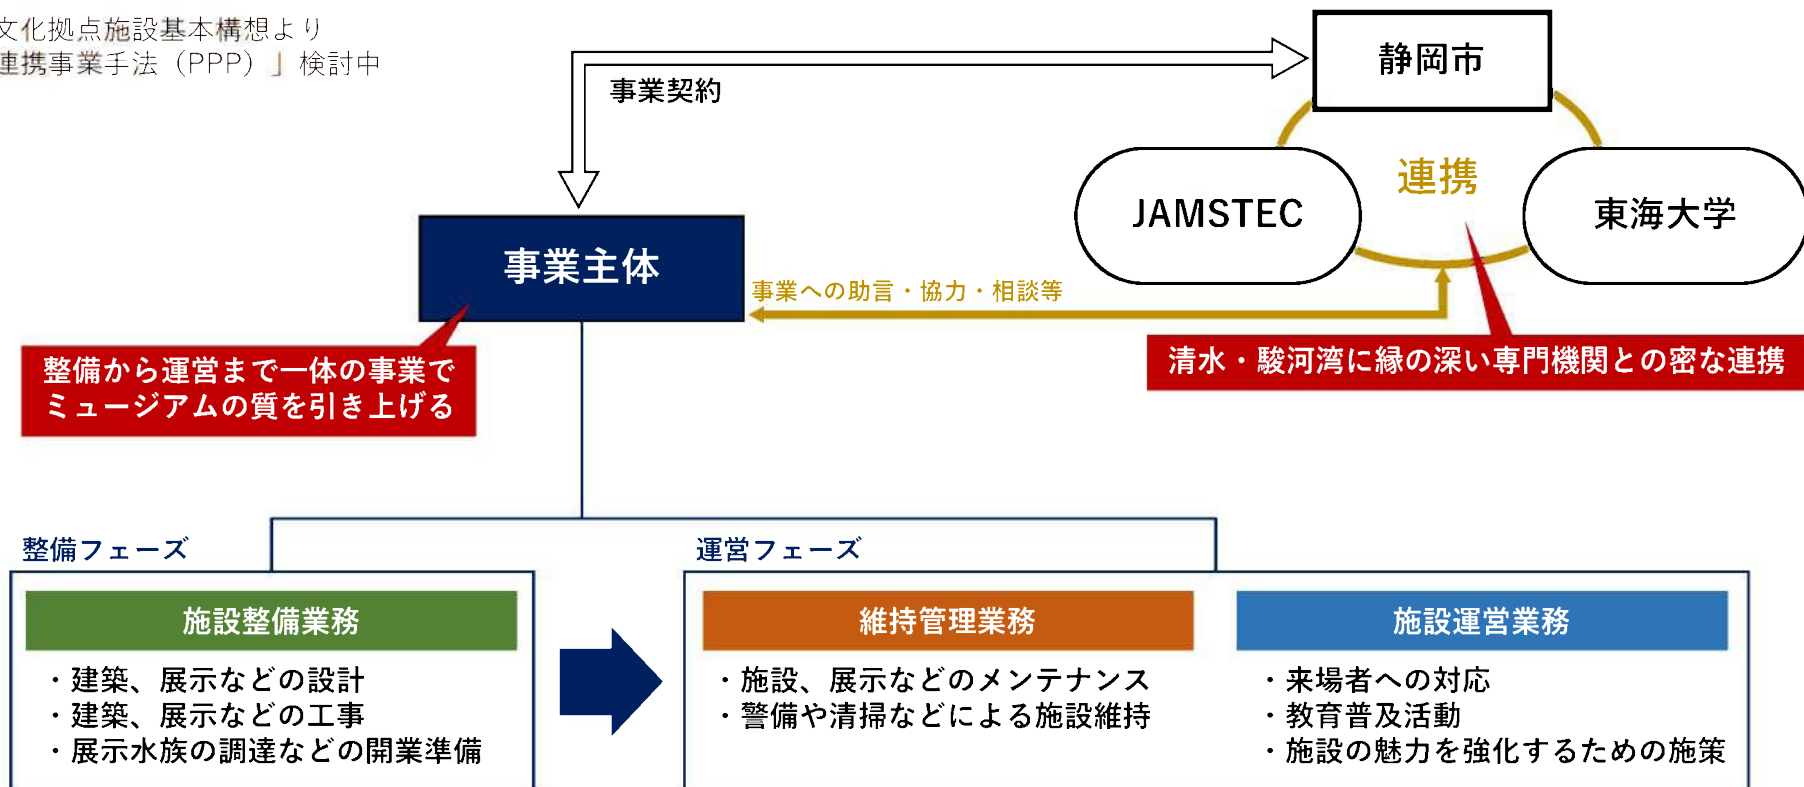 文化拠点施設基本構想より
連携事業手法（PPP）」検討中
事業契約
静岡市
連携
JAMSTEC
東海大学
事業主体
事業への助言・協力・相談等
整備から運営まで一体の事業で
ミュージアムの質を引き上げる
清水・駿河湾に縁の深い専門機関との密な連携
整備フェーズ
施設整備業務
・建築、展示などの設計
・建築、展示などの工事
・展示水族の調達などの開業準備
運営フェーズ
維持管理業務
・施設、展示などのメンテナンス
・警備や清掃などによる施設維持
施設運営業務
・来場者への対応
・教育普及活動
・施設の魅力を強化するための施策